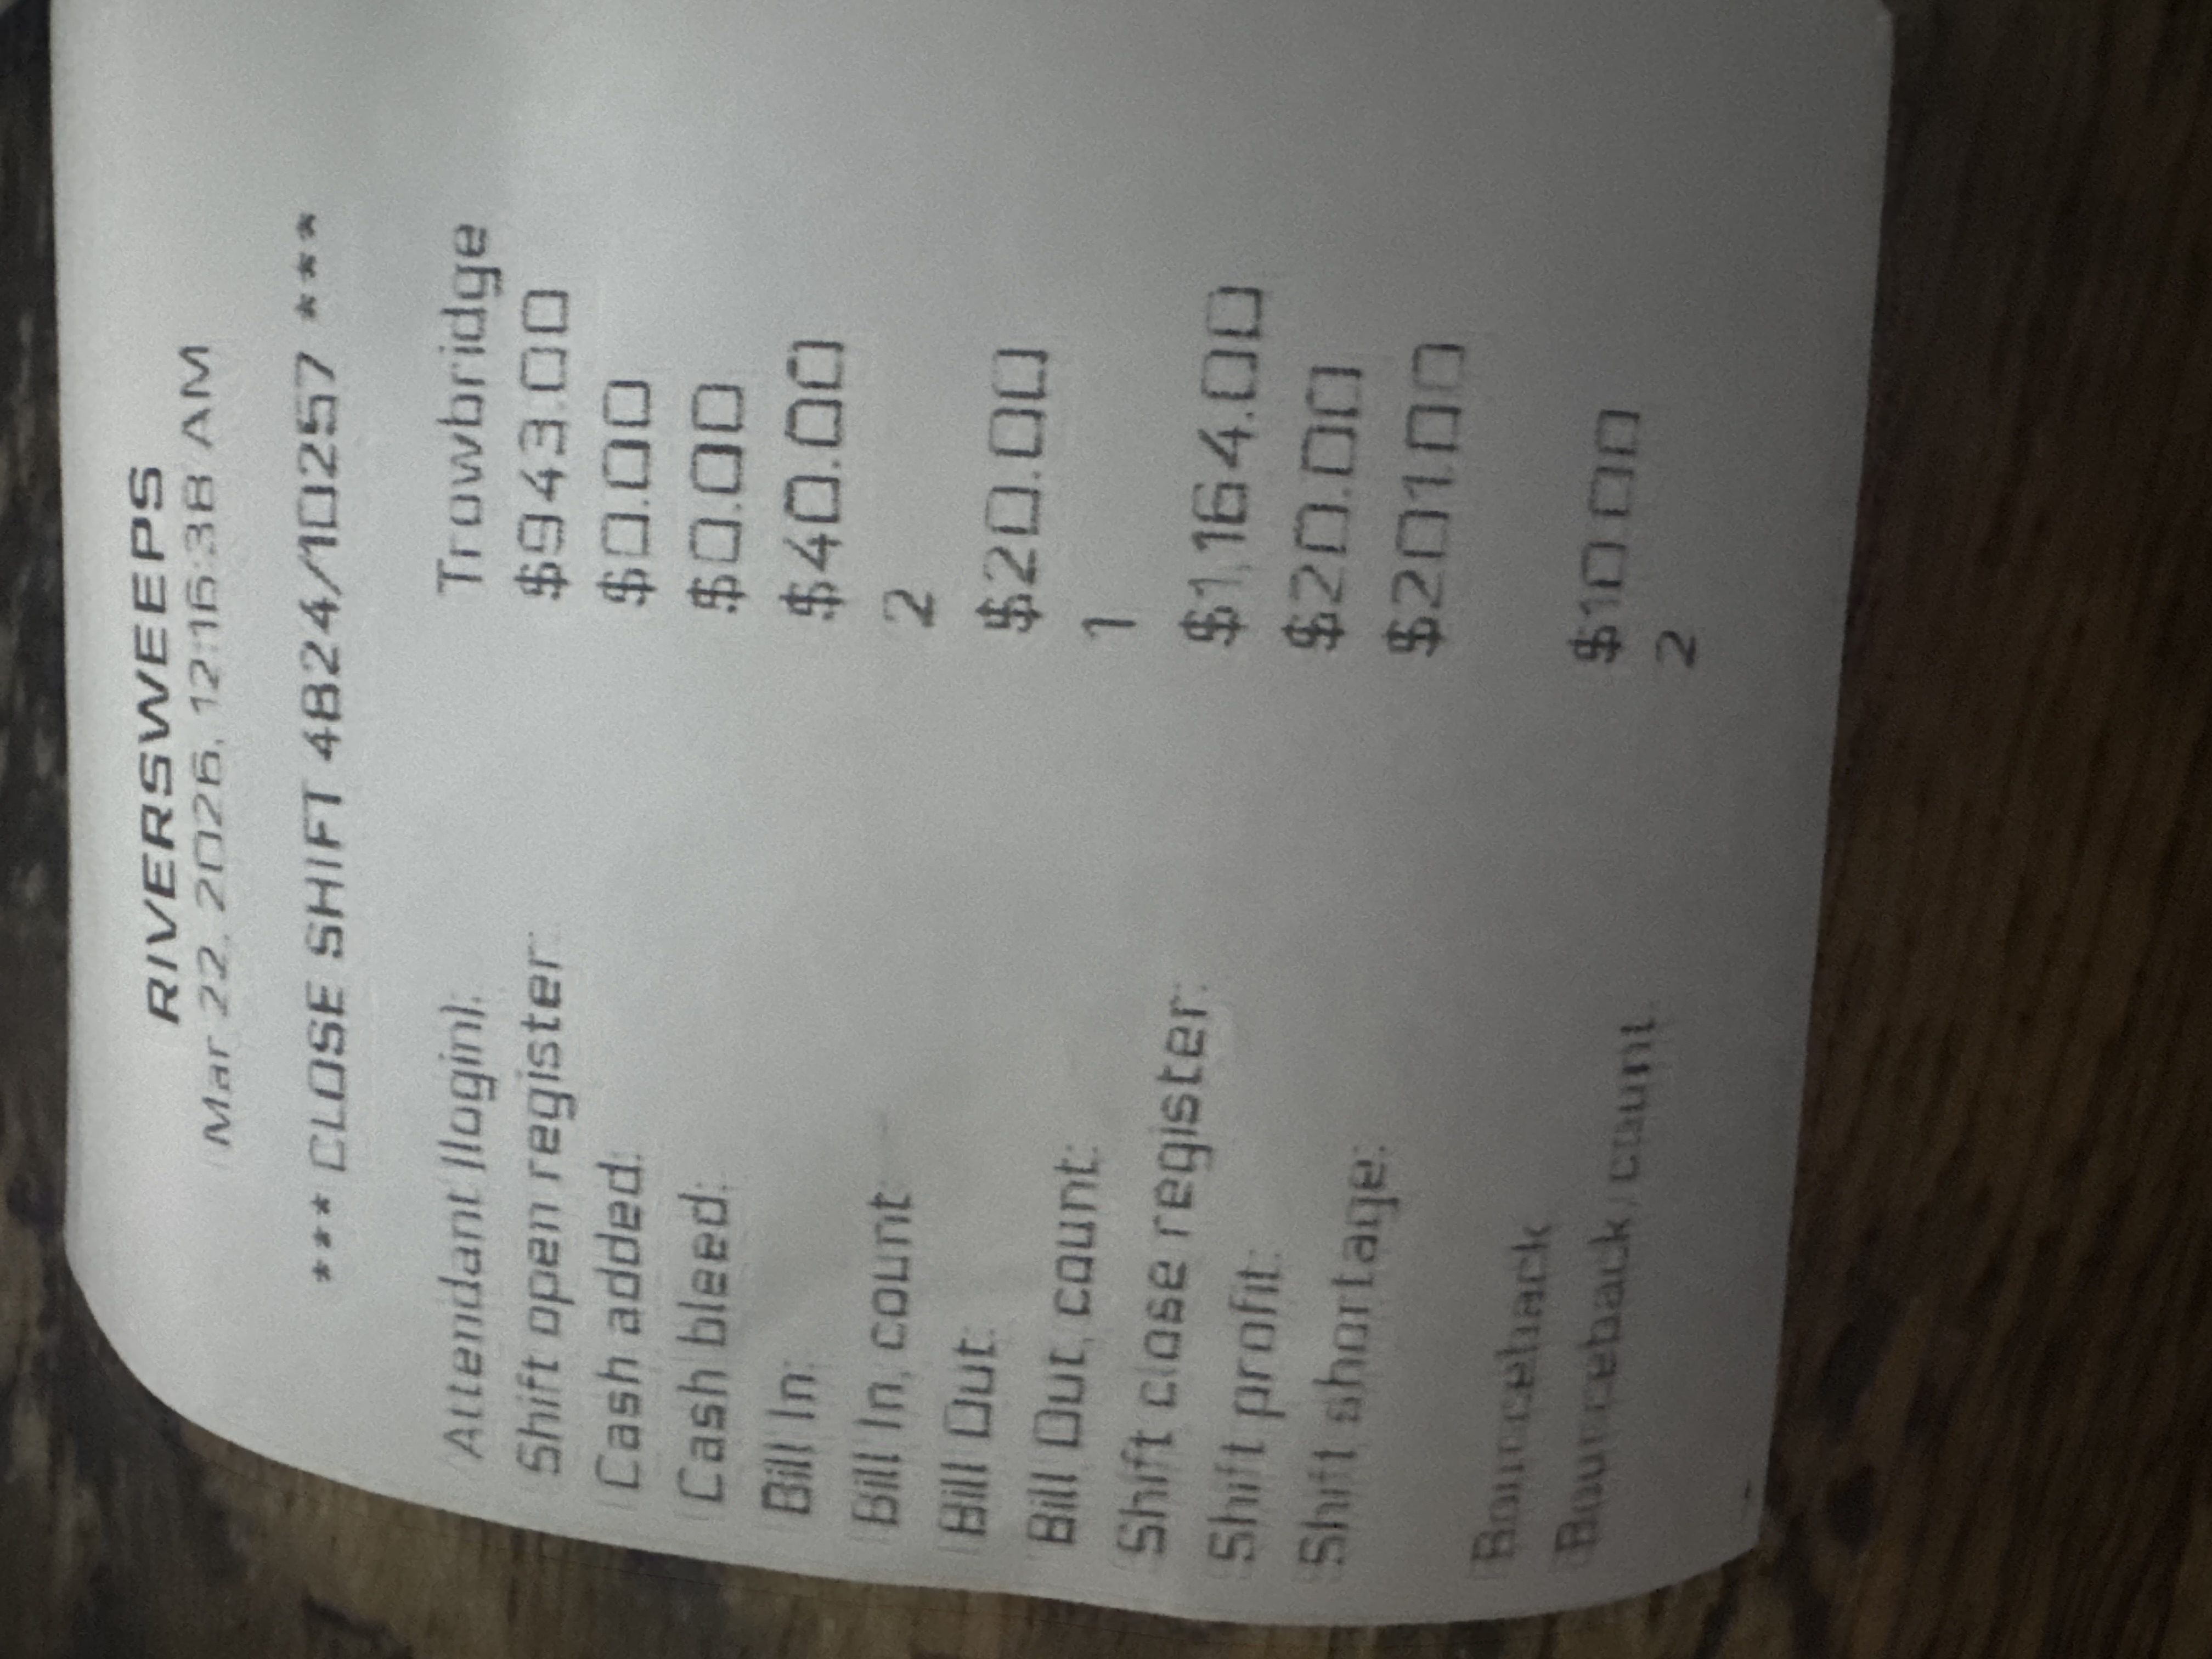 RIVERSWEEPS
Mar 22, 2026, 12:16:38 AM
*** CLOSE SHIFT 4824/10257 ***
Attendant (login): Trowbridge
Shift open register: $943.00
Cash added: $0.00
Cash bleed: $0.00
Bill In: $40.00
Bill In, count 2
Bill Out: $20.00
Bill Out, count: 1
Shift close register: $1,164.00
Shift profit: $20.00
Shift shortage: $201.00
Bounceback $10.00
Bounceback, count 2